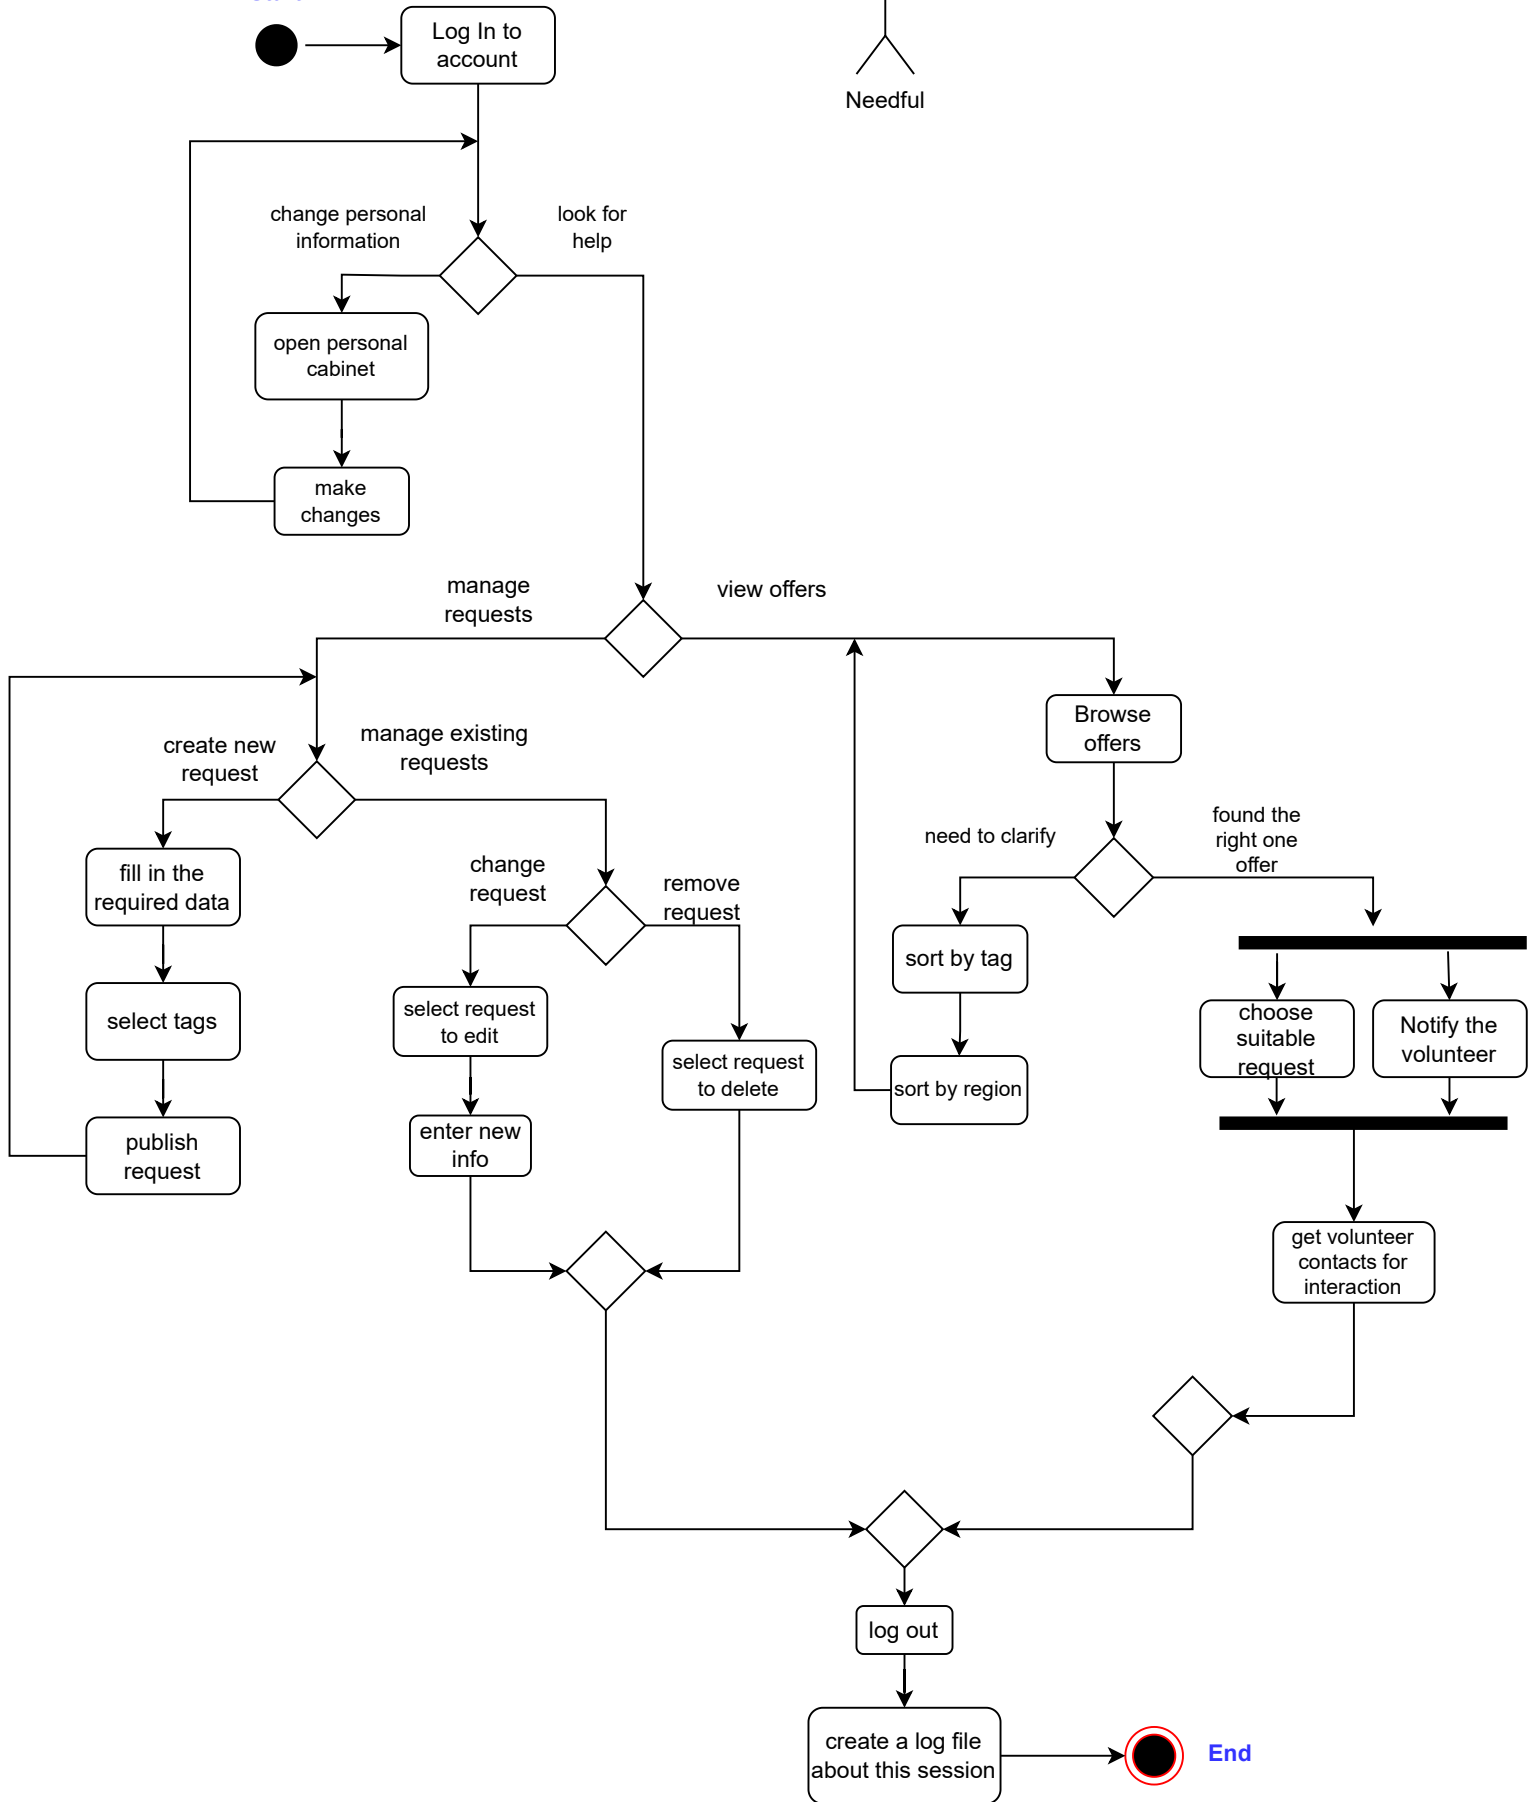 Log In to
account
Needful
change personal
information
look for
help
open personal
cabinet
make
changes
manage
requests
view offers
Browse
offers
create new
request
manage existing
requests
found the
right one
offer
need to clarify
fill in the
required data
change
request
remove
request
sort by tag
select tags
select request
to edit
choose
suitable
request
Notify the
volunteer
select request
to delete
sort by region
publish
request
enter new
info
get volunteer
contacts for
interaction
log out
create a log file
about this session
End